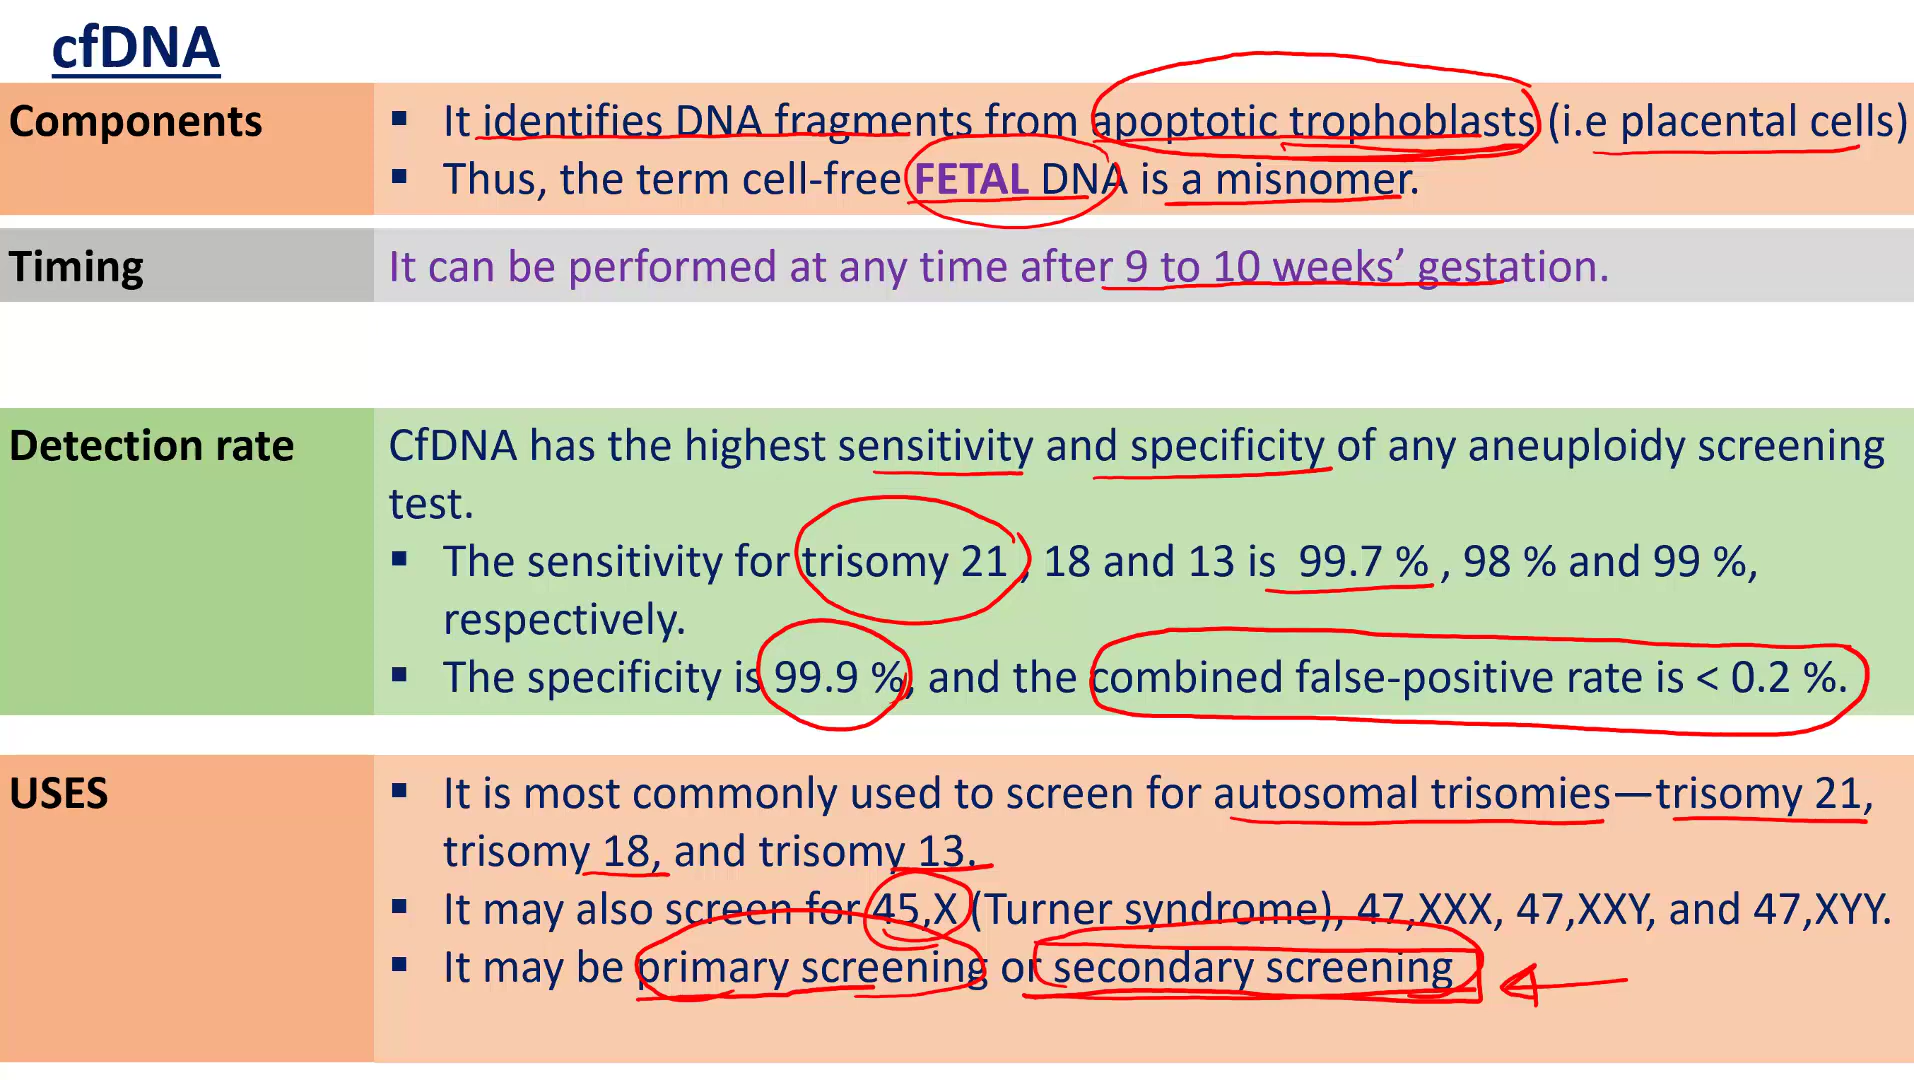 cfDNA
Components
▪ It identifies DNA fragments from apoptotic trophoblasts (i.e placental cells)
▪ Thus, the term cell-free FETAL DNA is a misnomer.
Timing
It can be performed at any time after 9 to 10 weeks’ gestation.
Detection rate
CfDNA has the highest sensitivity and specificity of any aneuploidy screening
test.
▪ The sensitivity for trisomy 21 , 18 and 13 is 99.7 % , 98 % and 99 %,
respectively.
▪ The specificity is 99.9 %, and the combined false-positive rate is < 0.2 %.
USES
▪ It is most commonly used to screen for autosomal trisomies—trisomy 21,
trisomy 18, and trisomy 13.
▪ It may also screen for 45,X (Turner syndrome), 47,XXX, 47,XXY, and 47,XYY.
▪ It may be primary screening or secondary screening